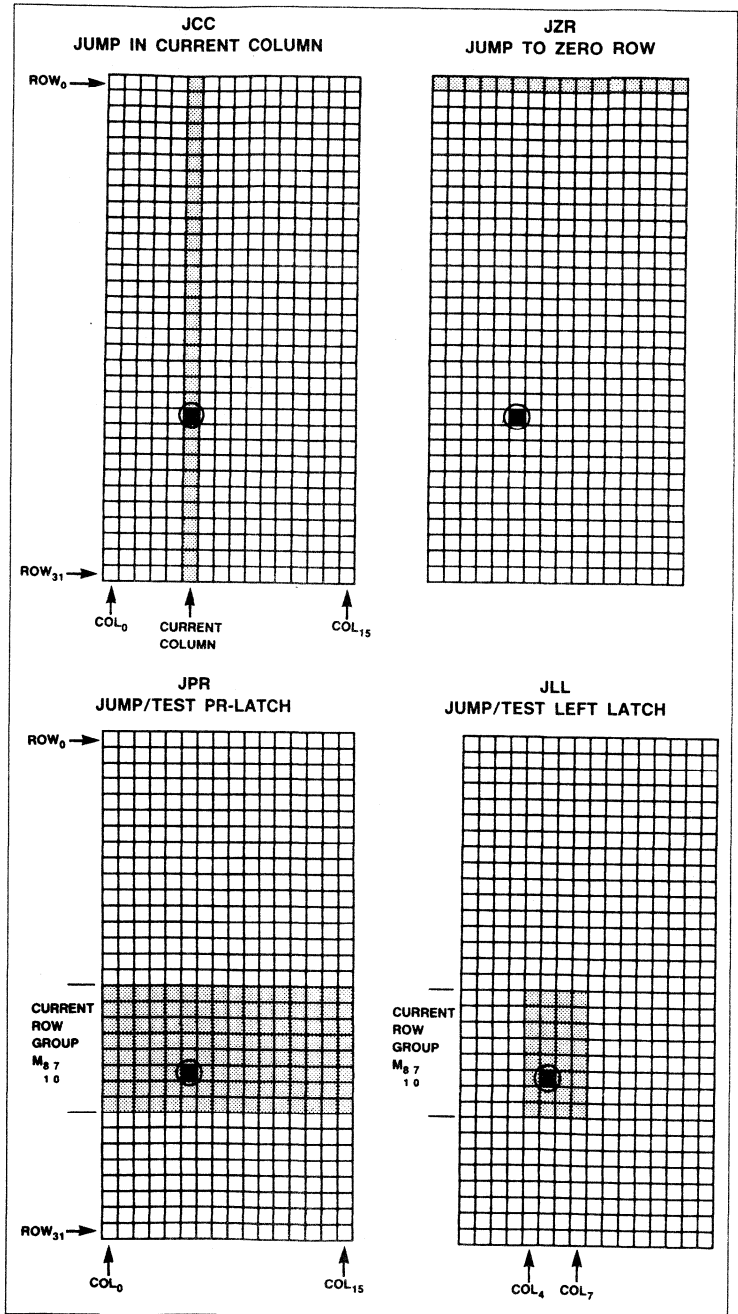 JCC
JUMP IN CURRENT COLUMN
ROW₀
ROW₃₁
COL₀
CURRENT
COLUMN
COL₁₅
JZR
JUMP TO ZERO ROW
JPR
JUMP/TEST PR-LATCH
ROW₀
CURRENT
ROW
GROUP
M₈ ₇
₁ ₀
ROW₃₁
COL₀
COL₁₅
JLL
JUMP/TEST LEFT LATCH
CURRENT
ROW
GROUP
M₈ ₇
₁ ₀
COL₄
COL₇